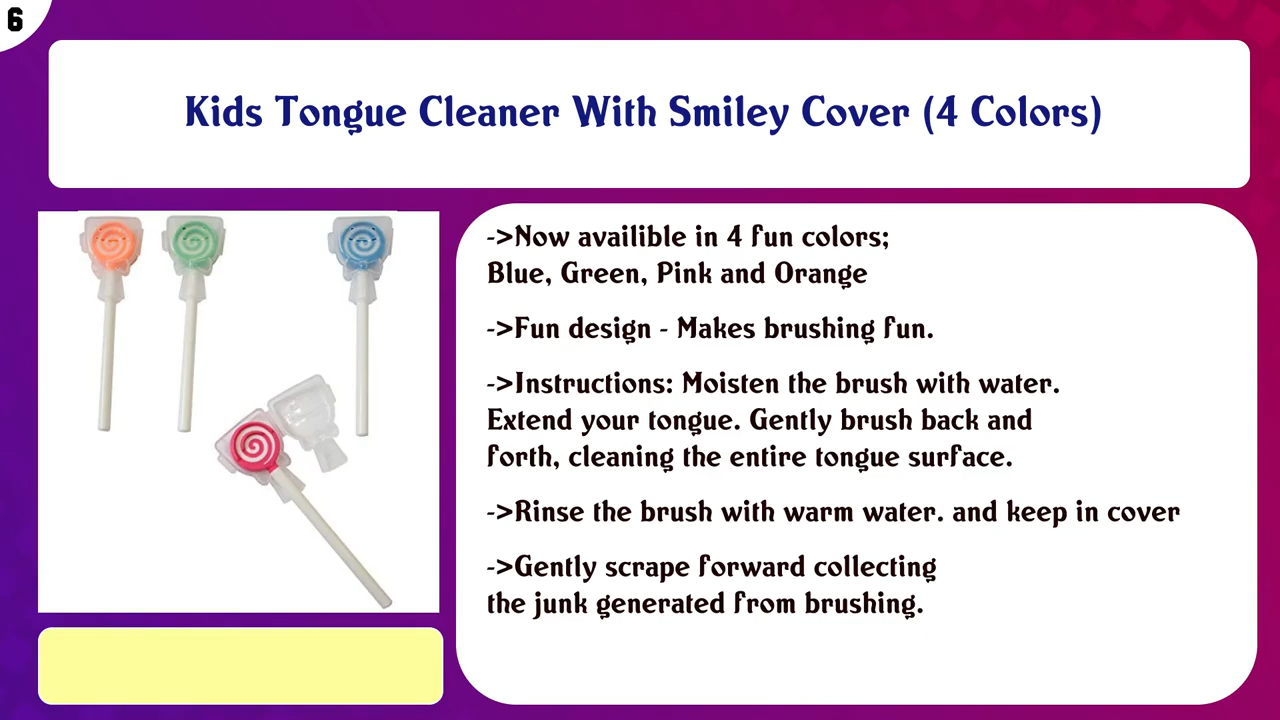 6
Kids Tongue Cleaner With Smiley Cover (4 Colors)
->Now availible in 4 fun colors;
Blue, Green, Pink and Orange
->Fun design - Makes brushing fun.
->Instructions: Moisten the brush with water.
Extend your tongue. Gently brush back and
forth, cleaning the entire tongue surface.
->Rinse the brush with warm water. and keep in cover
->Gently scrape forward collecting
the junk generated from brushing.